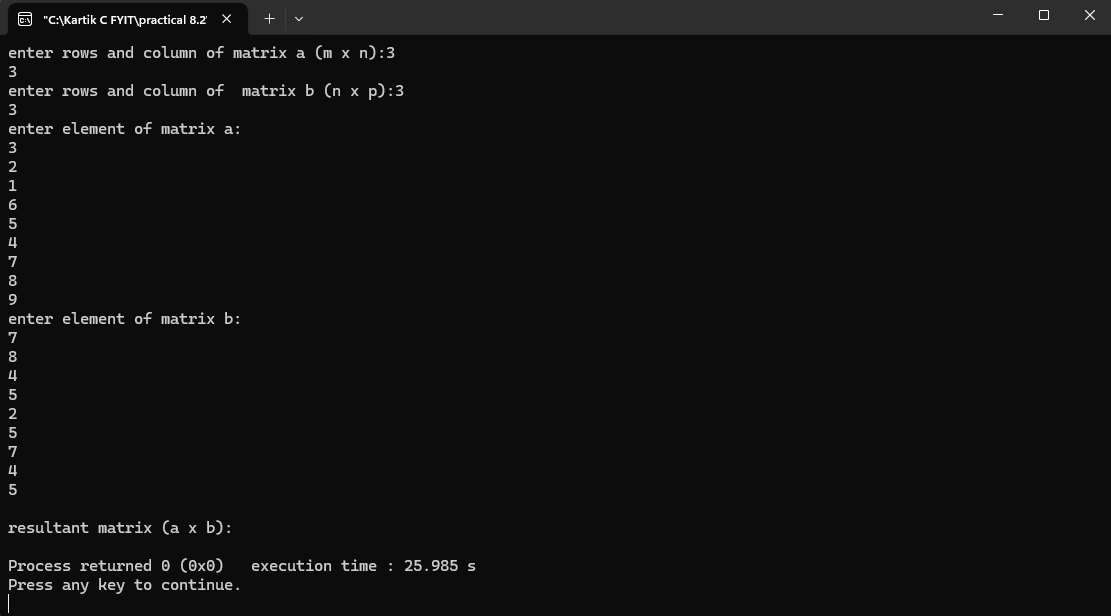 "C:\Kartik C FYIT\practical 8.2'
enter rows and column of matrix a (m x n):3
3
enter rows and column of  matrix b (n x p):3
3
enter element of matrix a:
3
2
1
6
5
4
7
8
9
enter element of matrix b:
7
8
4
5
2
5
7
4
5
resultant matrix (a x b):
Process returned 0 (0x0)   execution time : 25.985 s
Press any key to continue.